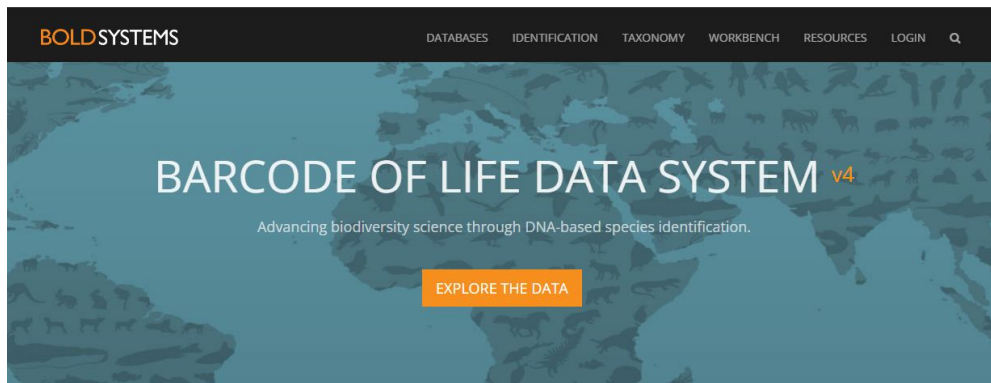 BOLDSYSTEMS
DATABASES IDENTIFICATION TAXONOMY WORKBENCH RESOURCES LOGIN
BARCODE OF LIFE DATA SYSTEM v4
Advancing biodiversity science through DNA-based species identification.
EXPLORE THE DATA